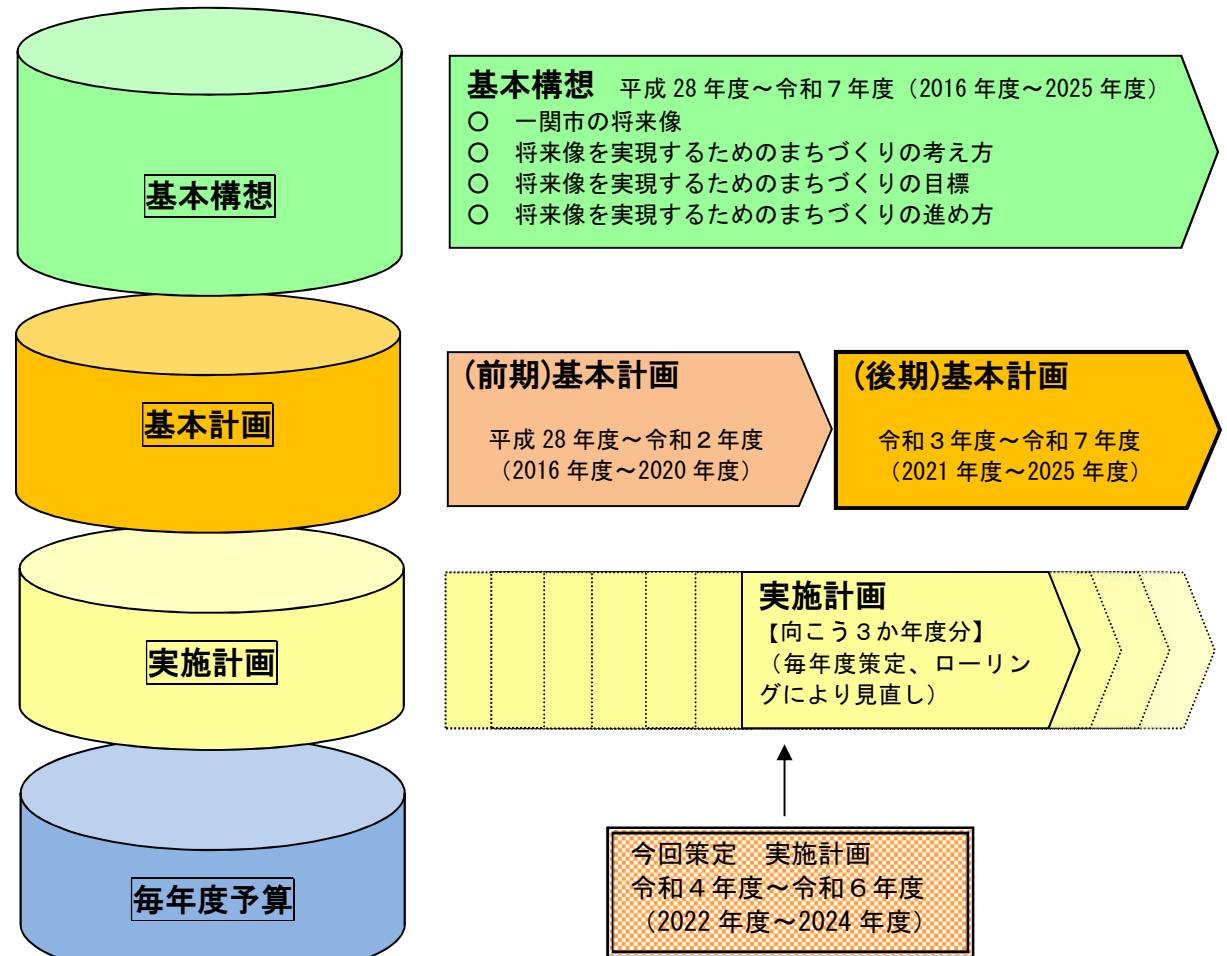 基本構想
基本構想 平成 28 年度～令和７年度（2016 年度～2025 年度）
○ 一関市の将来像
○ 将来像を実現するためのまちづくりの考え方
○ 将来像を実現するためのまちづくりの目標
○ 将来像を実現するためのまちづくりの進め方
基本計画
(前期)基本計画
平成 28 年度～令和２年度
（2016 年度～2020 年度）
(後期)基本計画
令和３年度～令和７年度
（2021 年度～2025 年度）
実施計画
実施計画
【向こう３か年度分】
（毎年度策定、ローリン
グにより見直し）
毎年度予算
今回策定 実施計画
令和４年度～令和６年度
（2022 年度～2024 年度）